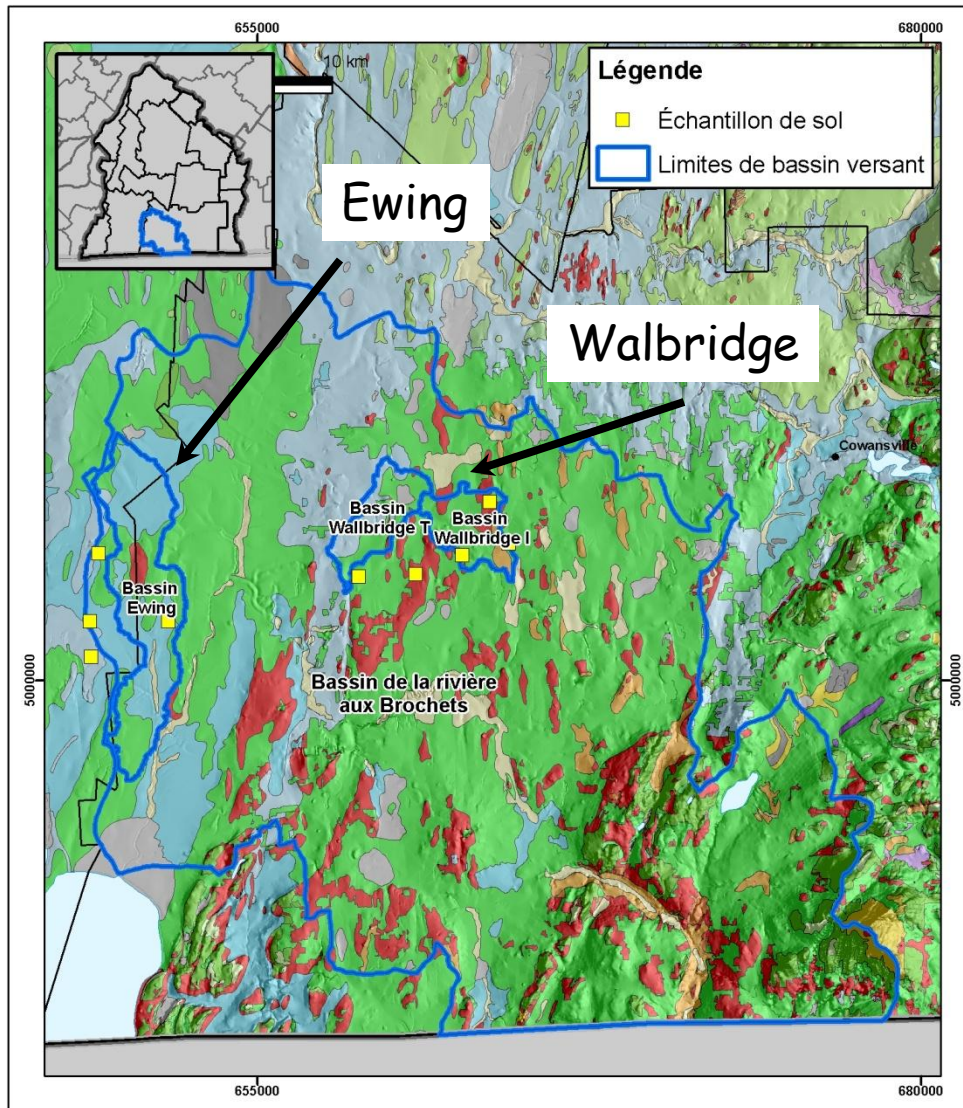 655000
680000
10 km
Légende
Échantillon de sol
Limites de bassin versant
Ewing
Walbridge
Cowansville
Bassin
Wallbridge T
Bassin
Wallbridge I
Bassin
Ewing
5000000
5000000
Bassin de la rivière
aux Brochets
655000
680000